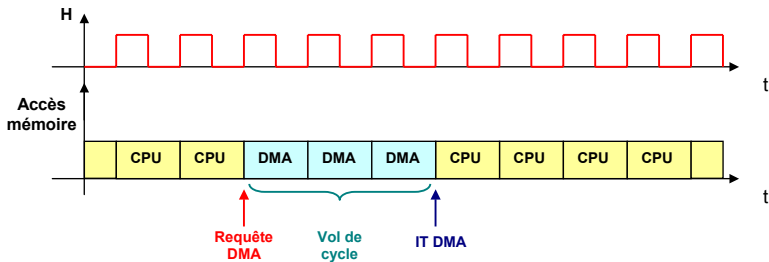 H
t
Accès
mémoire
CPU CPU DMA DMA DMA CPU CPU CPU CPU
t
Requête
DMA
Vol de
cycle
IT DMA